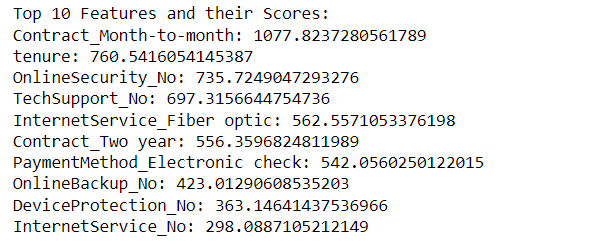 Top 10 Features and their Scores:
Contract_Month-to-month: 1077.8237280561789
tenure: 760.5416054145387
OnlineSecurity_No: 735.7249047293276
TechSupport_No: 697.3156644754736
InternetService_Fiber optic: 562.5571053376198
Contract_Two year: 556.3596824811989
PaymentMethod_Electronic check: 542.0560250122015
OnlineBackup_No: 423.01290608535203
DeviceProtection_No: 363.14641437536966
InternetService_No: 298.0887105212149